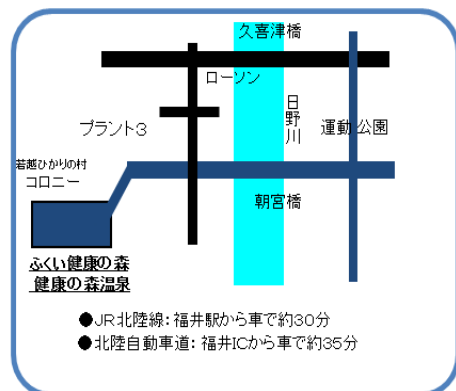 久喜津橋
ローソン
日野川
プラント３
運動公園
若越ひかりの村
コロニー
朝宮橋
ふくい健康の森
健康の森温泉
●JR北陸線：福井駅から車で約30分
●北陸自動車道：福井ICから車で約35分